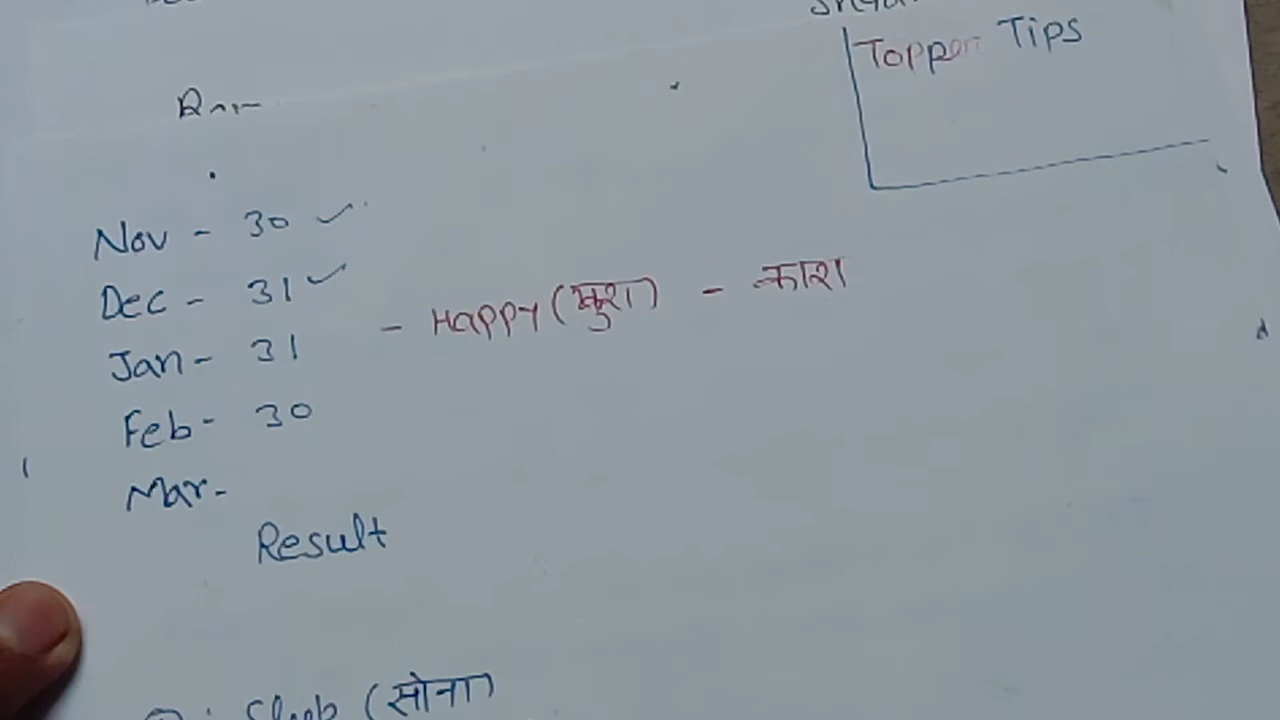 Topper Tips
Nov - 30 ✓
Dec - 31 ✓
- Happy (खुश) - काश
Jan - 31
Feb - 30
Mar -
Result
(सोना)